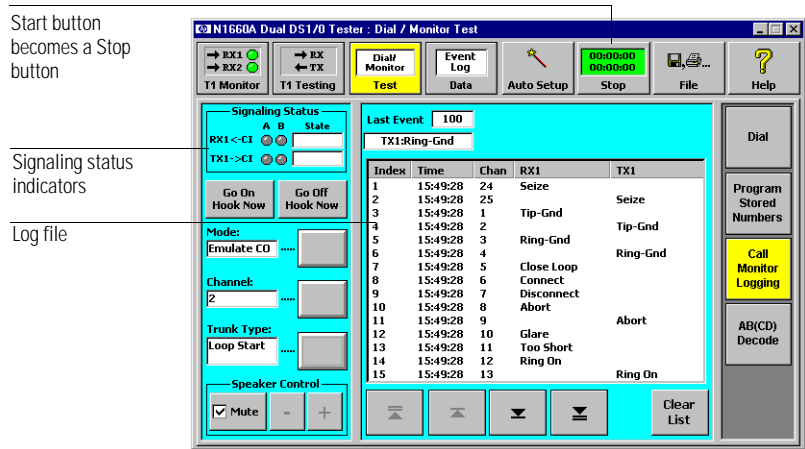 Start button
becomes a Stop
button
Signaling status
indicators
Log file
N1660A Dual DS1/0 Tester : Dial / Monitor Test
RX1
RX2
T1 Monitor
RX
TX
T1 Testing
Dial/
Monitor
Test
Event
Log
Data
Auto Setup
00:00:00
00:00:00
Stop
...
File
Help
Signaling Status
A B State
RX1<-CI
TX1->CI
Go On
Hook Now
Go Off
Hook Now
Mode:
Emulate CO .....
Channel:
2 .....
Trunk Type:
Loop Start .....
Speaker Control
Mute - +
Last Event 100
TX1:Ring-Gnd
Index Time Chan RX1 TX1
1 15:49:28 24 Seize
2 15:49:28 25 Seize
3 15:49:28 1 Tip-Gnd
4 15:49:28 2 Tip-Gnd
5 15:49:28 3 Ring-Gnd
6 15:49:28 4 Ring-Gnd
7 15:49:28 5 Close Loop
8 15:49:28 6 Connect
9 15:49:28 7 Disconnect
10 15:49:28 8 Abort
11 15:49:28 9 Abort
12 15:49:28 10 Glare
13 15:49:28 11 Too Short
14 15:49:28 12 Ring On
15 15:49:28 13 Ring On
Clear
List
Dial
Program
Stored
Numbers
Call
Monitor
Logging
AB(CD)
Decode